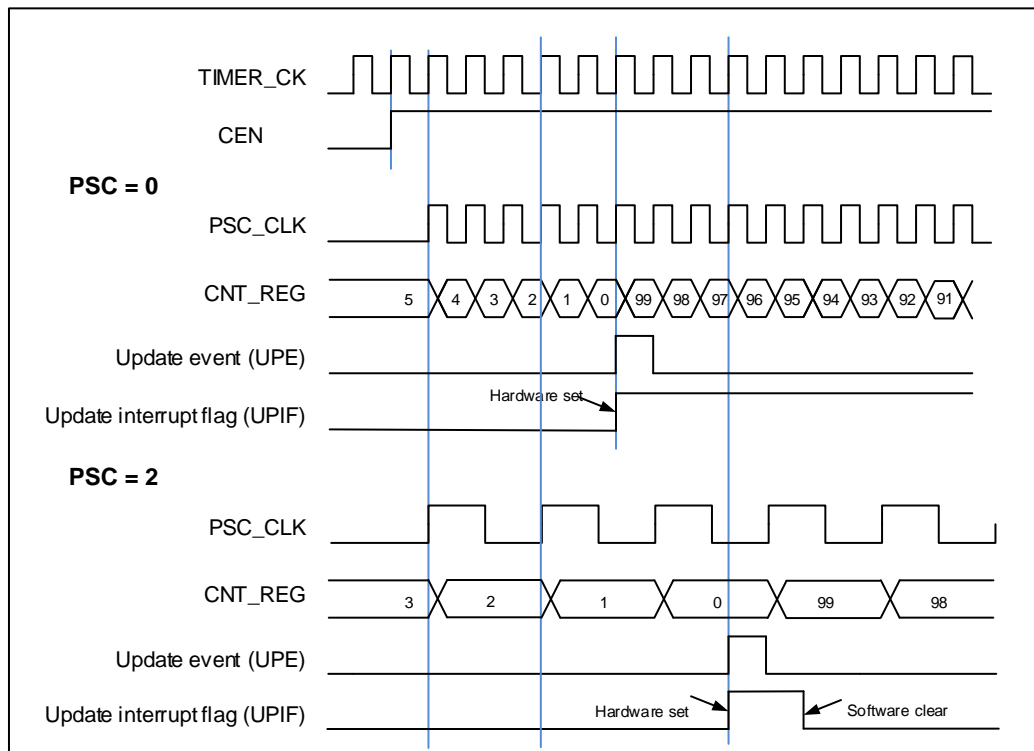 TIMER_CK
CEN
PSC = 0
PSC_CLK
CNT_REG 5 4 3 2 1 0 99 98 97 96 95 94 93 92 91
Update event (UPE)
Hardware set
Update interrupt flag (UPIF)
PSC = 2
PSC_CLK
CNT_REG 3 2 1 0 99 98
Update event (UPE)
Update interrupt flag (UPIF) Hardware set Software clear